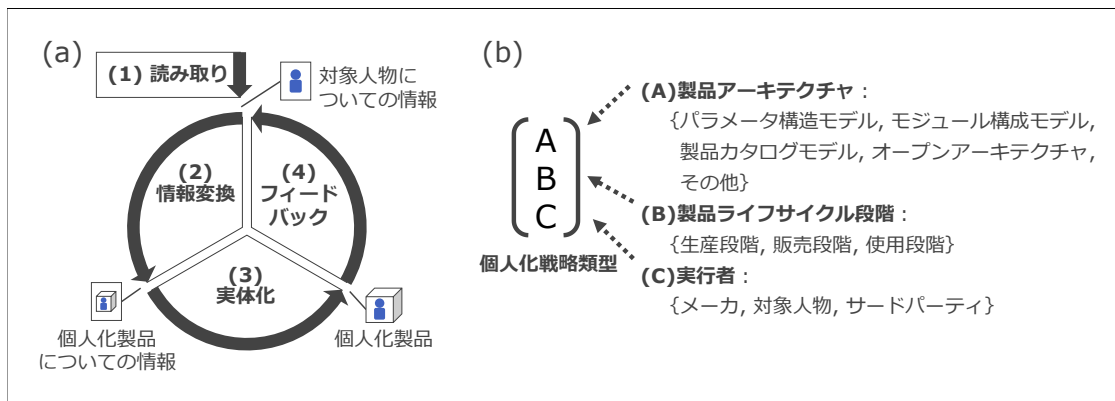 (a)
(1) 読み取り
対象人物に
ついての情報
(2)
情報変換
(4)
フィード
バック
(3)
実体化
個人化製品
についての情報
個人化製品
(b)
A
B
C
個人化戦略類型
(A)製品アーキテクチャ：
{パラメータ構造モデル, モジュール構成モデル,
製品カタログモデル, オープンアーキテクチャ,
その他}
(B)製品ライフサイクル段階：
{生産段階, 販売段階, 使用段階}
(C)実行者：
{メーカ, 対象人物, サードパーティ}